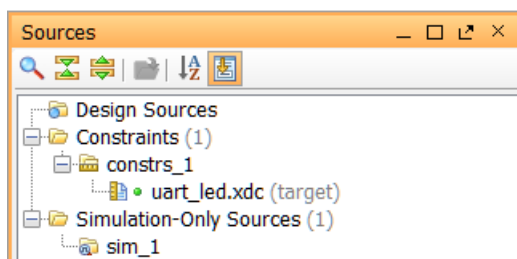 Sources
Design Sources
Constraints (1)
constrs_1
uart_led.xdc (target)
Simulation-Only Sources (1)
sim_1